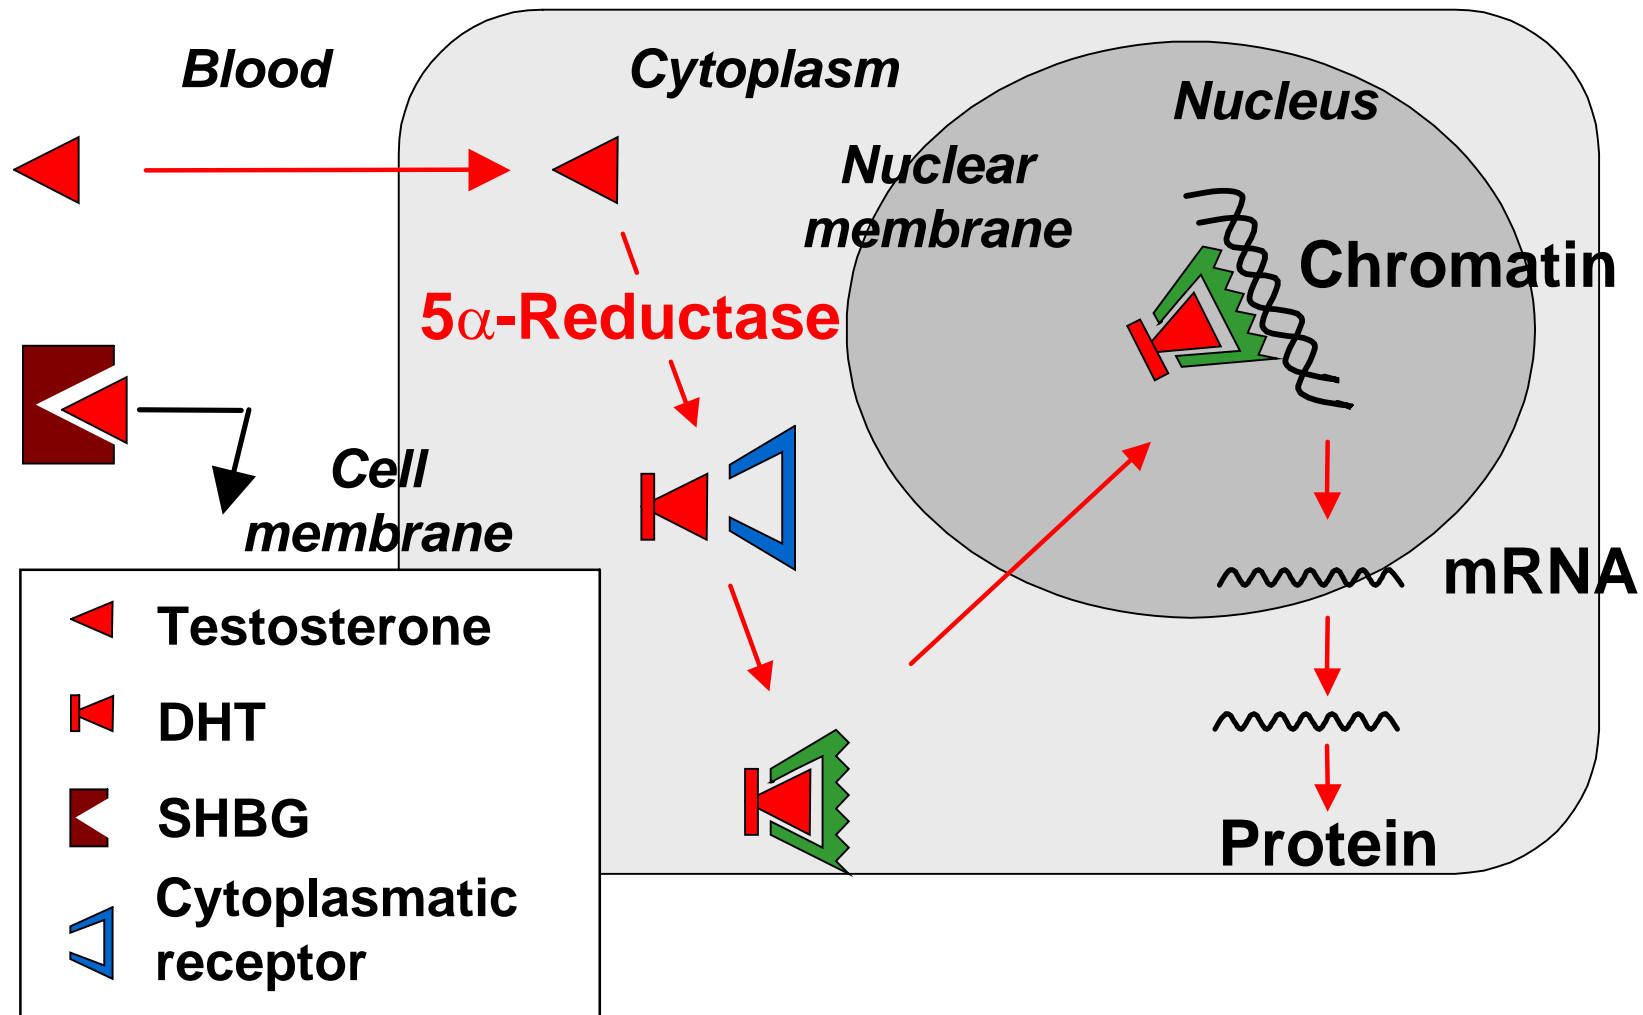 Blood
Cytoplasm
Nucleus
Nuclear
membrane
Chromatin
5α-Reductase
Cell
membrane
mRNA
Protein
Testosterone
DHT
SHBG
Cytoplasmatic
receptor